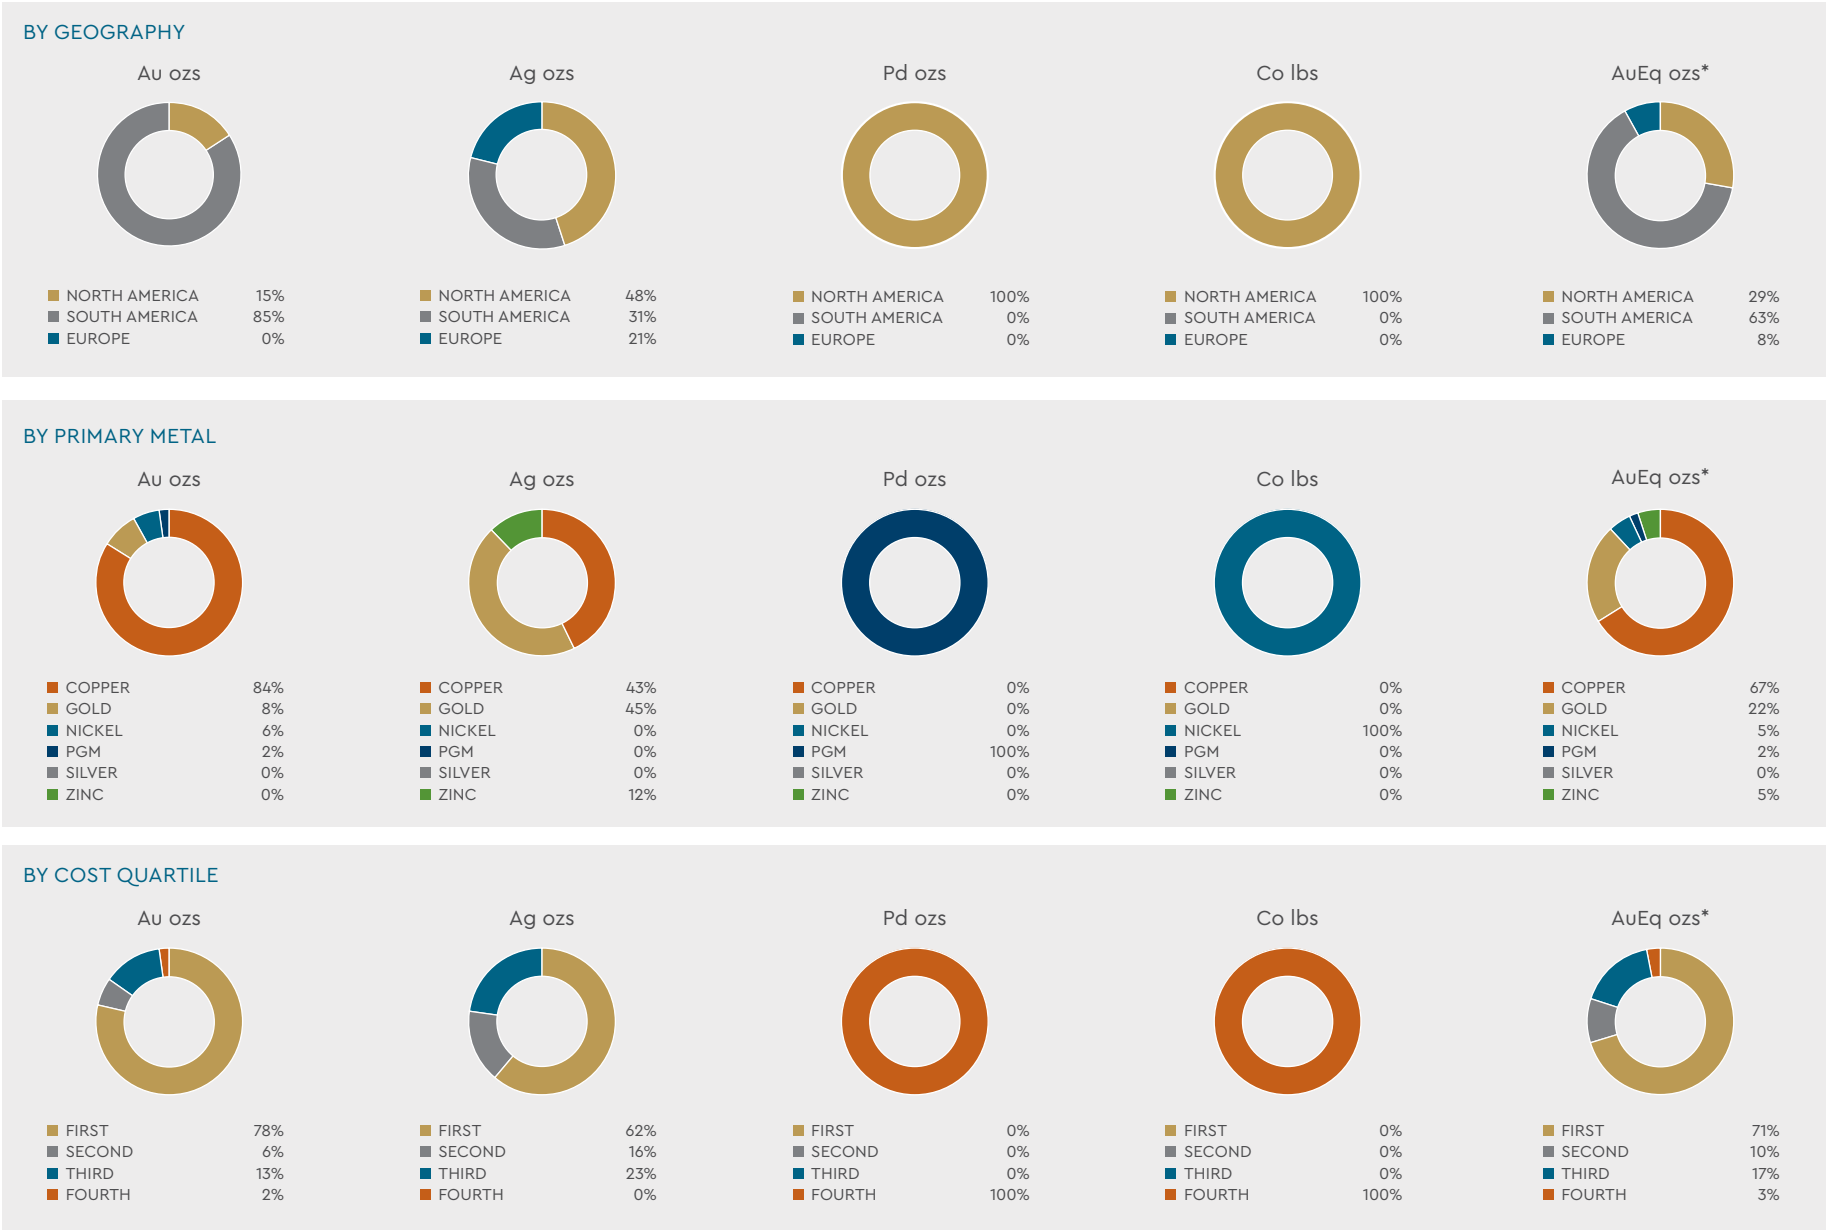 BY GEOGRAPHY
Au ozs Ag ozs Pd ozs Co lbs AuEq ozs*
NORTH AMERICA 15% NORTH AMERICA 48% NORTH AMERICA 100% NORTH AMERICA 100% NORTH AMERICA 29%
SOUTH AMERICA 85% SOUTH AMERICA 31% SOUTH AMERICA 0% SOUTH AMERICA 0% SOUTH AMERICA 63%
EUROPE 0% EUROPE 21% EUROPE 0% EUROPE 0% EUROPE 8%
BY PRIMARY METAL
Au ozs Ag ozs Pd ozs Co lbs AuEq ozs*
COPPER 84% COPPER 43% COPPER 0% COPPER 0% COPPER 67%
GOLD 8% GOLD 45% GOLD 0% GOLD 0% GOLD 22%
NICKEL 6% NICKEL 0% NICKEL 0% NICKEL 100% NICKEL 5%
PGM 2% PGM 0% PGM 100% PGM 0% PGM 2%
SILVER 0% SILVER 0% SILVER 0% SILVER 0% SILVER 0%
ZINC 0% ZINC 12% ZINC 0% ZINC 0% ZINC 5%
BY COST QUARTILE
Au ozs Ag ozs Pd ozs Co lbs AuEq ozs*
FIRST 78% FIRST 62% FIRST 0% FIRST 0% FIRST 71%
SECOND 6% SECOND 16% SECOND 0% SECOND 0% SECOND 10%
THIRD 13% THIRD 23% THIRD 0% THIRD 0% THIRD 17%
FOURTH 2% FOURTH 0% FOURTH 100% FOURTH 100% FOURTH 3%